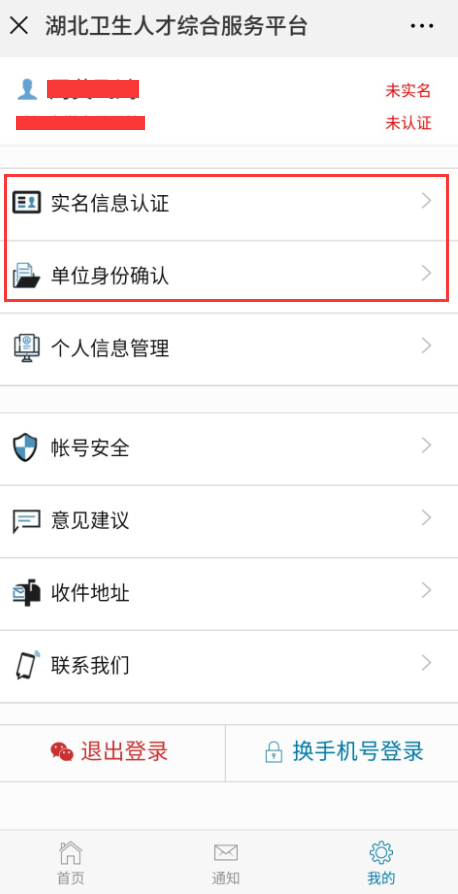 湖北卫生人才综合服务平台
未实名
未认证
实名信息认证
单位身份确认
个人信息管理
帐号安全
意见建议
收件地址
联系我们
退出登录
换手机号登录
首页
通知
我的